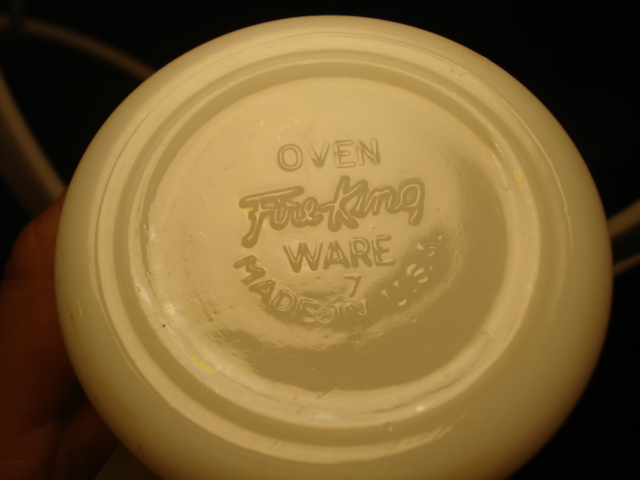 OVEN
Fire-King
WARE
7
MADE IN U.S.A.